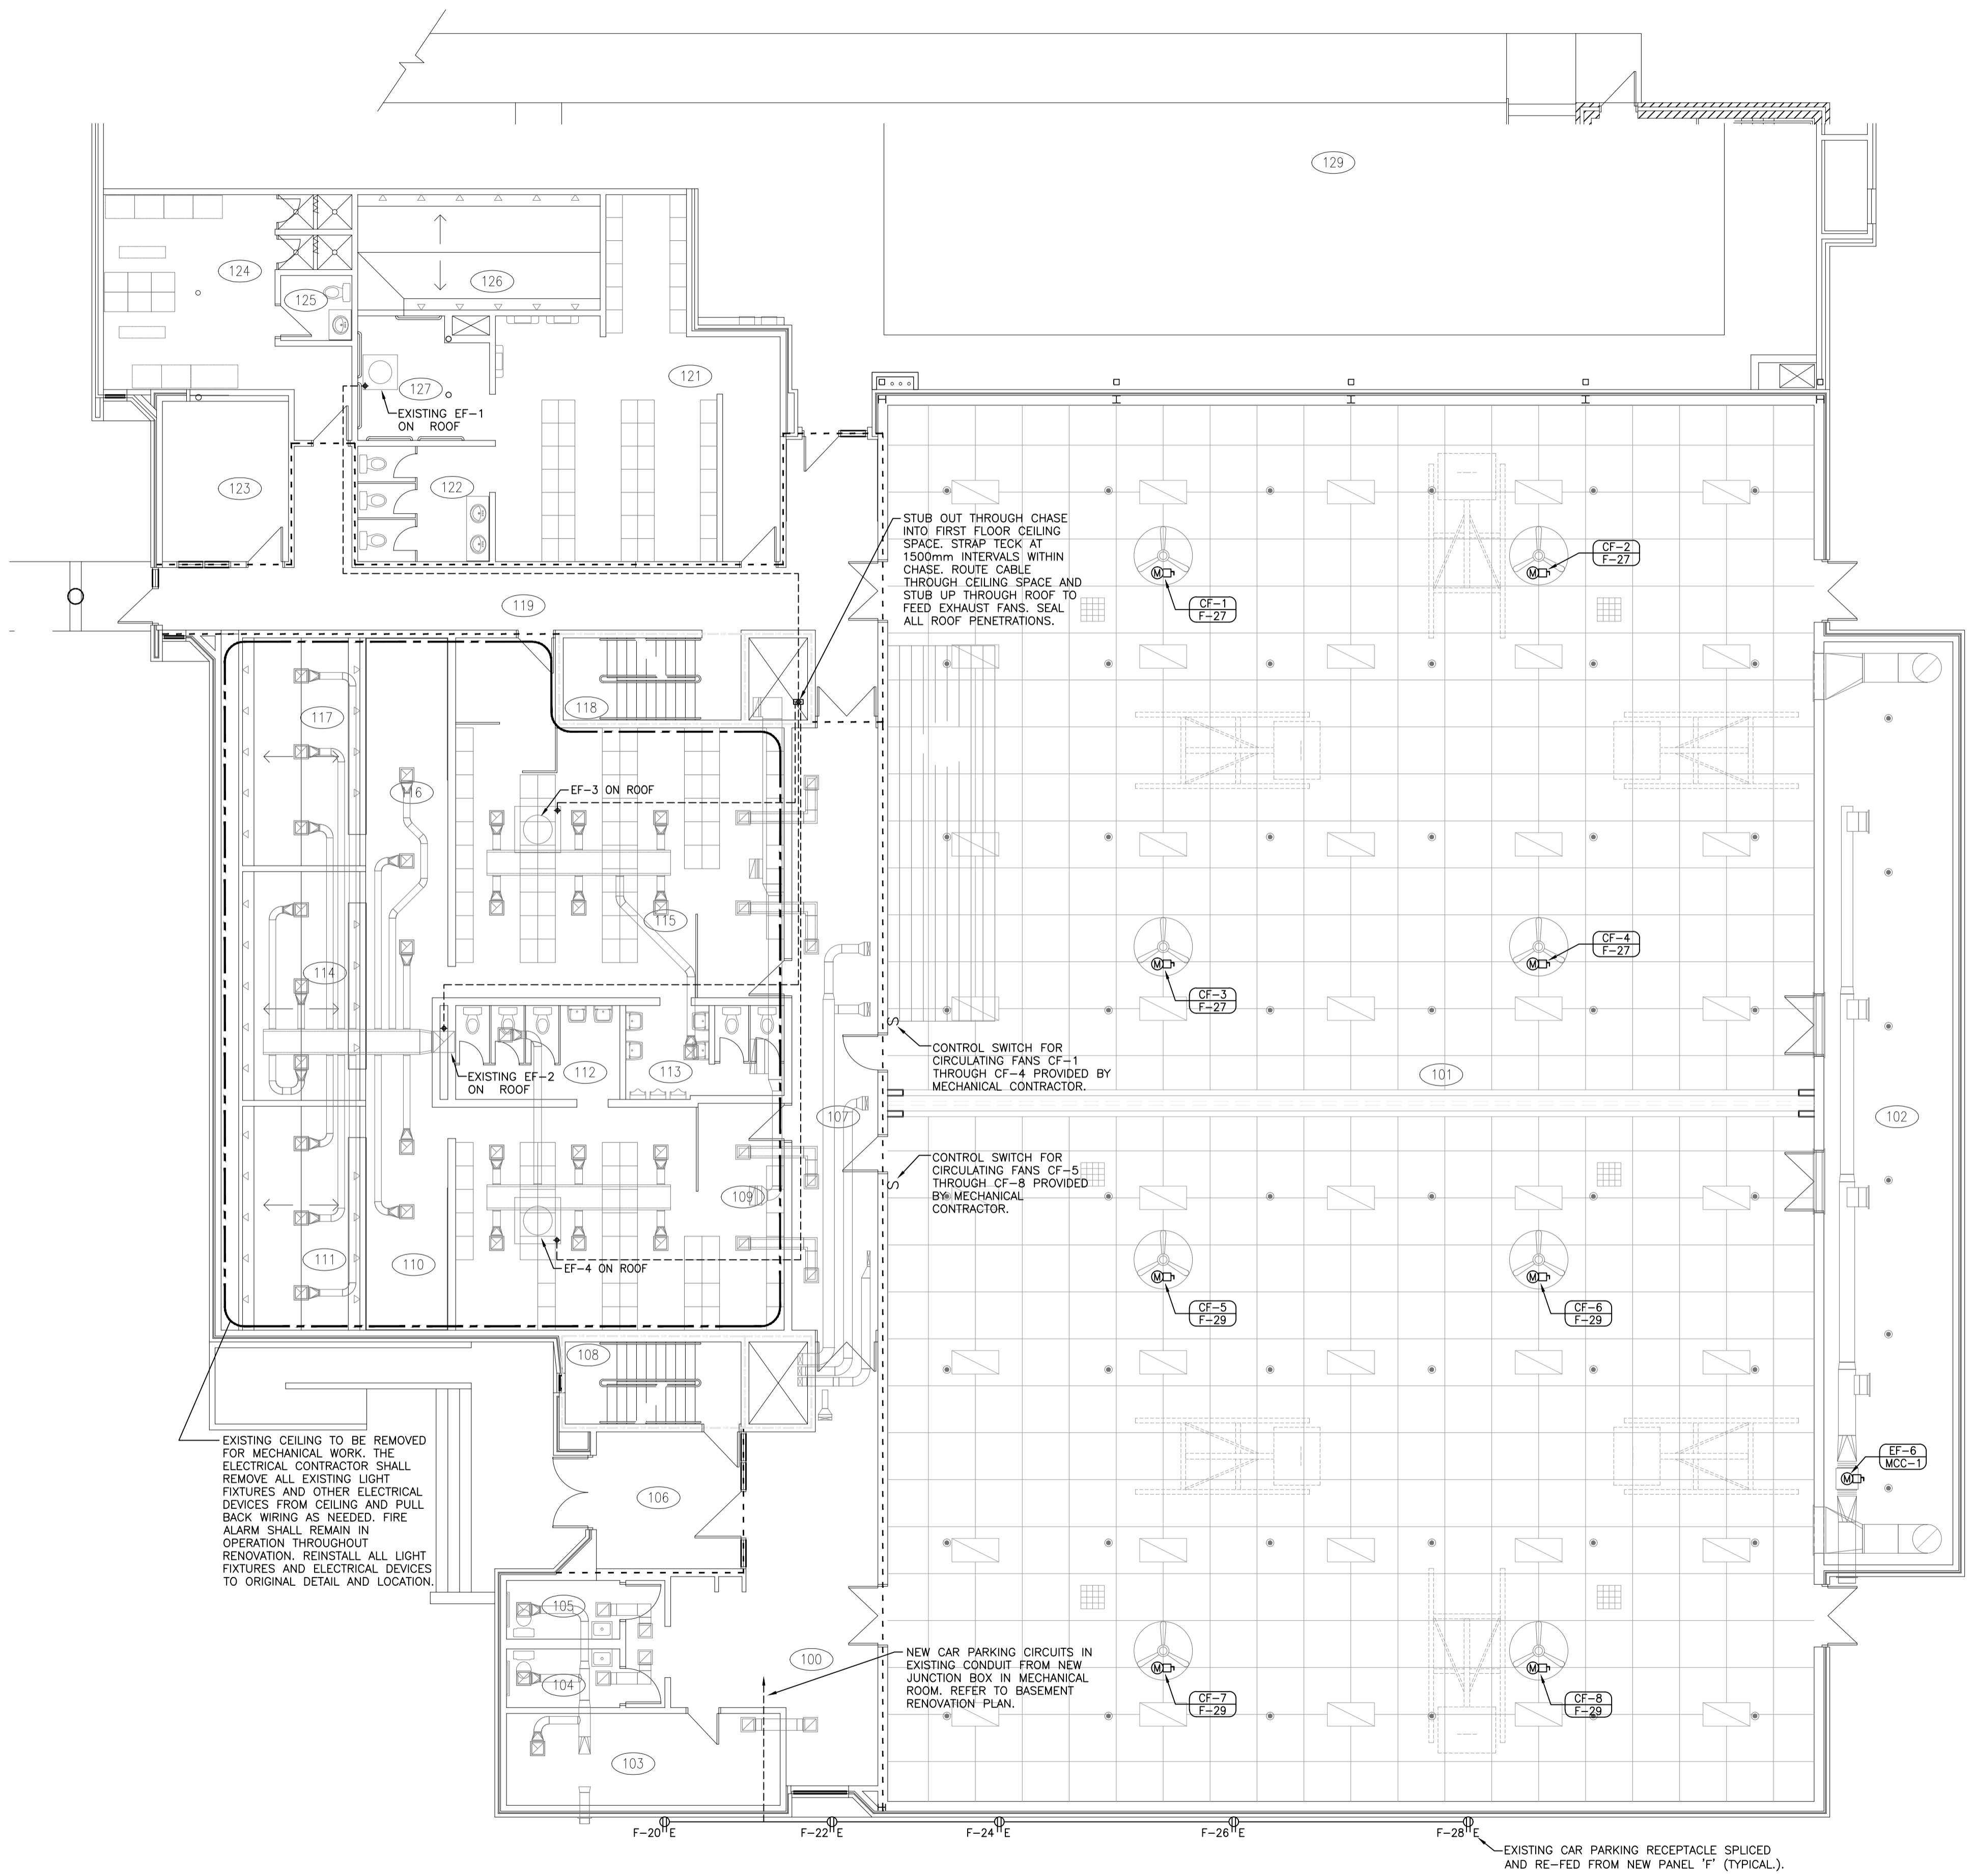 129
124
125
126
127
121
EXISTING EF-1
ON ROOF
123
122
STUB OUT THROUGH CHASE
INTO FIRST FLOOR CEILING
SPACE. STRAP TECK AT
1500mm INTERVALS WITHIN
CHASE. ROUTE CABLE
THROUGH CEILING SPACE AND
STUB UP THROUGH ROOF TO
FEED EXHAUST FANS. SEAL
ALL ROOF PENETRATIONS.
M
CF-1
F-27
M
CF-2
F-27
119
118
117
116
EF-3 ON ROOF
115
114
M
CF-3
F-27
M
CF-4
F-27
S
CONTROL SWITCH FOR
CIRCULATING FANS CF-1
THROUGH CF-4 PROVIDED BY
MECHANICAL CONTRACTOR.
EXISTING EF-2
ON ROOF
112
113
101
107
102
S
CONTROL SWITCH FOR
CIRCULATING FANS CF-5
THROUGH CF-8 PROVIDED
BY MECHANICAL
CONTRACTOR.
109
111
110
EF-4 ON ROOF
M
CF-5
F-29
M
CF-6
F-29
108
EXISTING CEILING TO BE REMOVED
FOR MECHANICAL WORK. THE
ELECTRICAL CONTRACTOR SHALL
REMOVE ALL EXISTING LIGHT
FIXTURES AND OTHER ELECTRICAL
DEVICES FROM CEILING AND PULL
BACK WIRING AS NEEDED. FIRE
ALARM SHALL REMAIN IN
OPERATION THROUGHOUT
RENOVATION. REINSTALL ALL LIGHT
FIXTURES AND ELECTRICAL DEVICES
TO ORIGINAL DETAIL AND LOCATION.
M
EF-6
MCC-1
106
105
104
100
NEW CAR PARKING CIRCUITS IN
EXISTING CONDUIT FROM NEW
JUNCTION BOX IN MECHANICAL
ROOM. REFER TO BASEMENT
RENOVATION PLAN.
M
CF-7
F-29
M
CF-8
F-29
103
F-20 E
F-22 E
F-24 E
F-26 E
F-28 E
EXISTING CAR PARKING RECEPTACLE SPLICED
AND RE-FED FROM NEW PANEL 'F' (TYPICAL.).